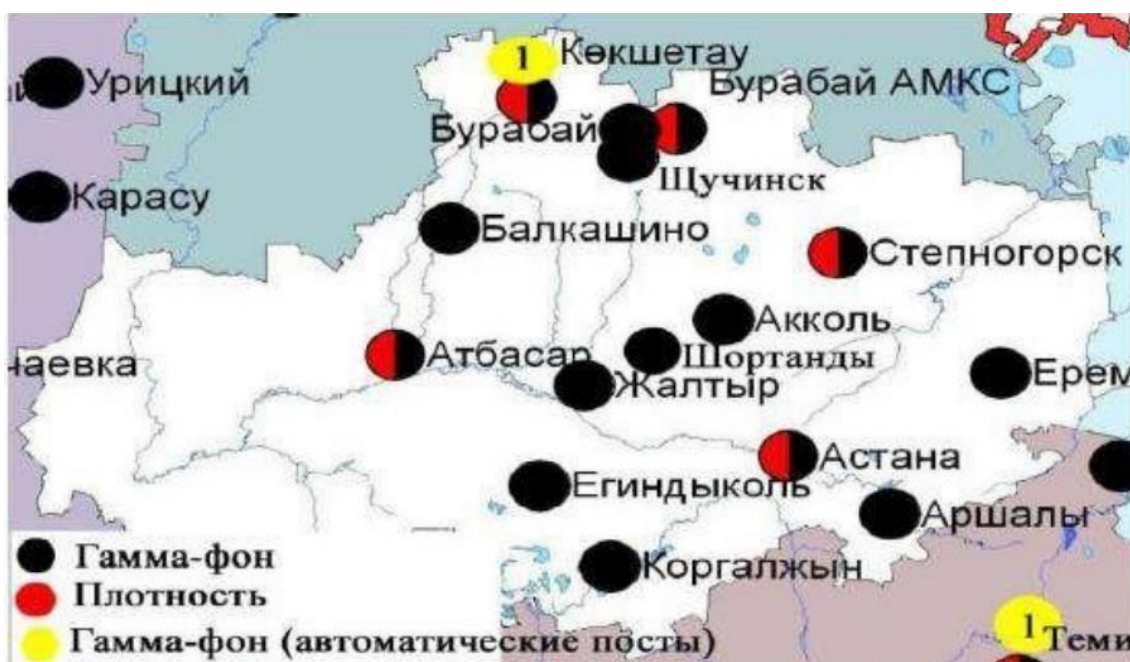 1
Көкшетау
Урицкий
Бурабай АМКС
Бурабай
Щучинск
Карасу
Балкашино
Степногорск
Акколь
Атбасар
Шортанды
чаевка
Жалтыр
Ерем
Астана
Егиндыколь
Аршалы
Коргалжын
Гамма-фон
Плотность
Гамма-фон (автоматические посты)
1
Теми